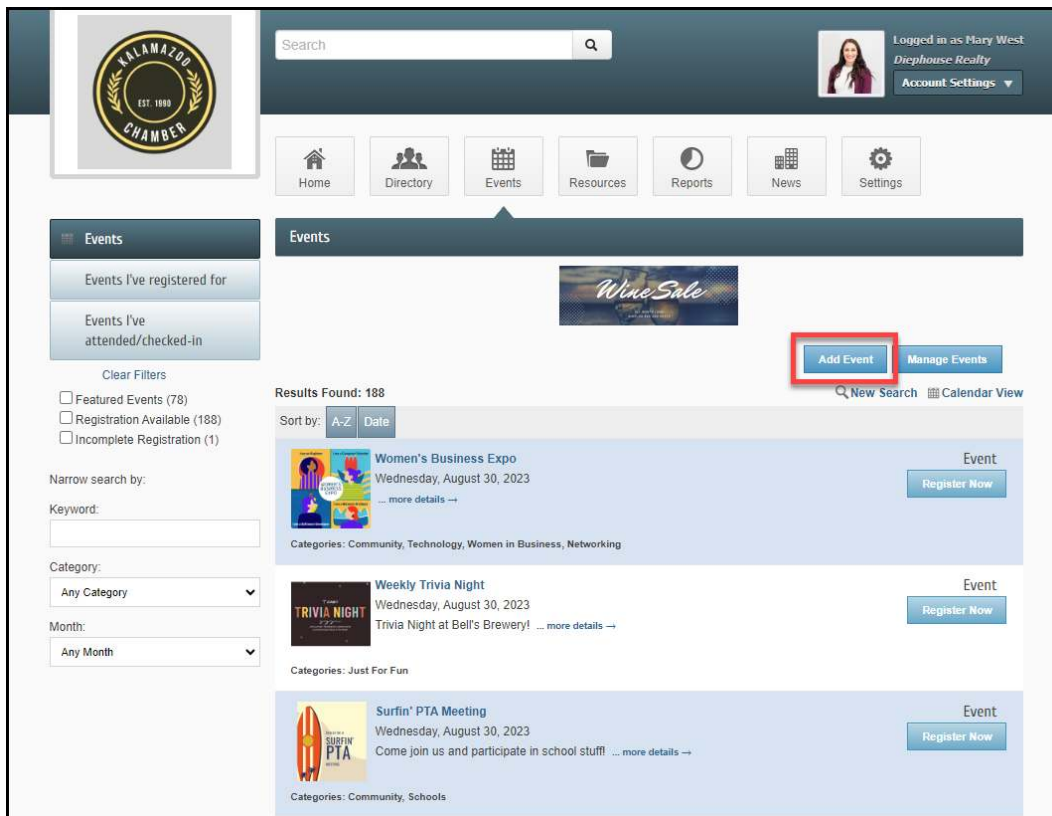 KALAMAZOO
EST. 1990
CHAMBER
Search
Logged in as Mary West
Diephouse Realty
Account Settings
Home
Directory
Events
Resources
Reports
News
Settings
Events
Events I've registered for
Events I've
attended/checked-in
Clear Filters
Featured Events (78)
Registration Available (188)
Incomplete Registration (1)
Narrow search by:
Keyword:
Category:
Any Category
Month:
Any Month
Events
Wine Sale
Add Event
Manage Events
Results Found: 188
New Search
Calendar View
Sort by: A-Z Date
Women's Business Expo
Wednesday, August 30, 2023
... more details →
Event
Register Now
Categories: Community, Technology, Women in Business, Networking
TRIVIA NIGHT
Weekly Trivia Night
Wednesday, August 30, 2023
Trivia Night at Bell's Brewery! ... more details →
Event
Register Now
Categories: Just For Fun
SURFIN'
PTA
Surfin' PTA Meeting
Wednesday, August 30, 2023
Come join us and participate in school stuff! ... more details →
Event
Register Now
Categories: Community, Schools